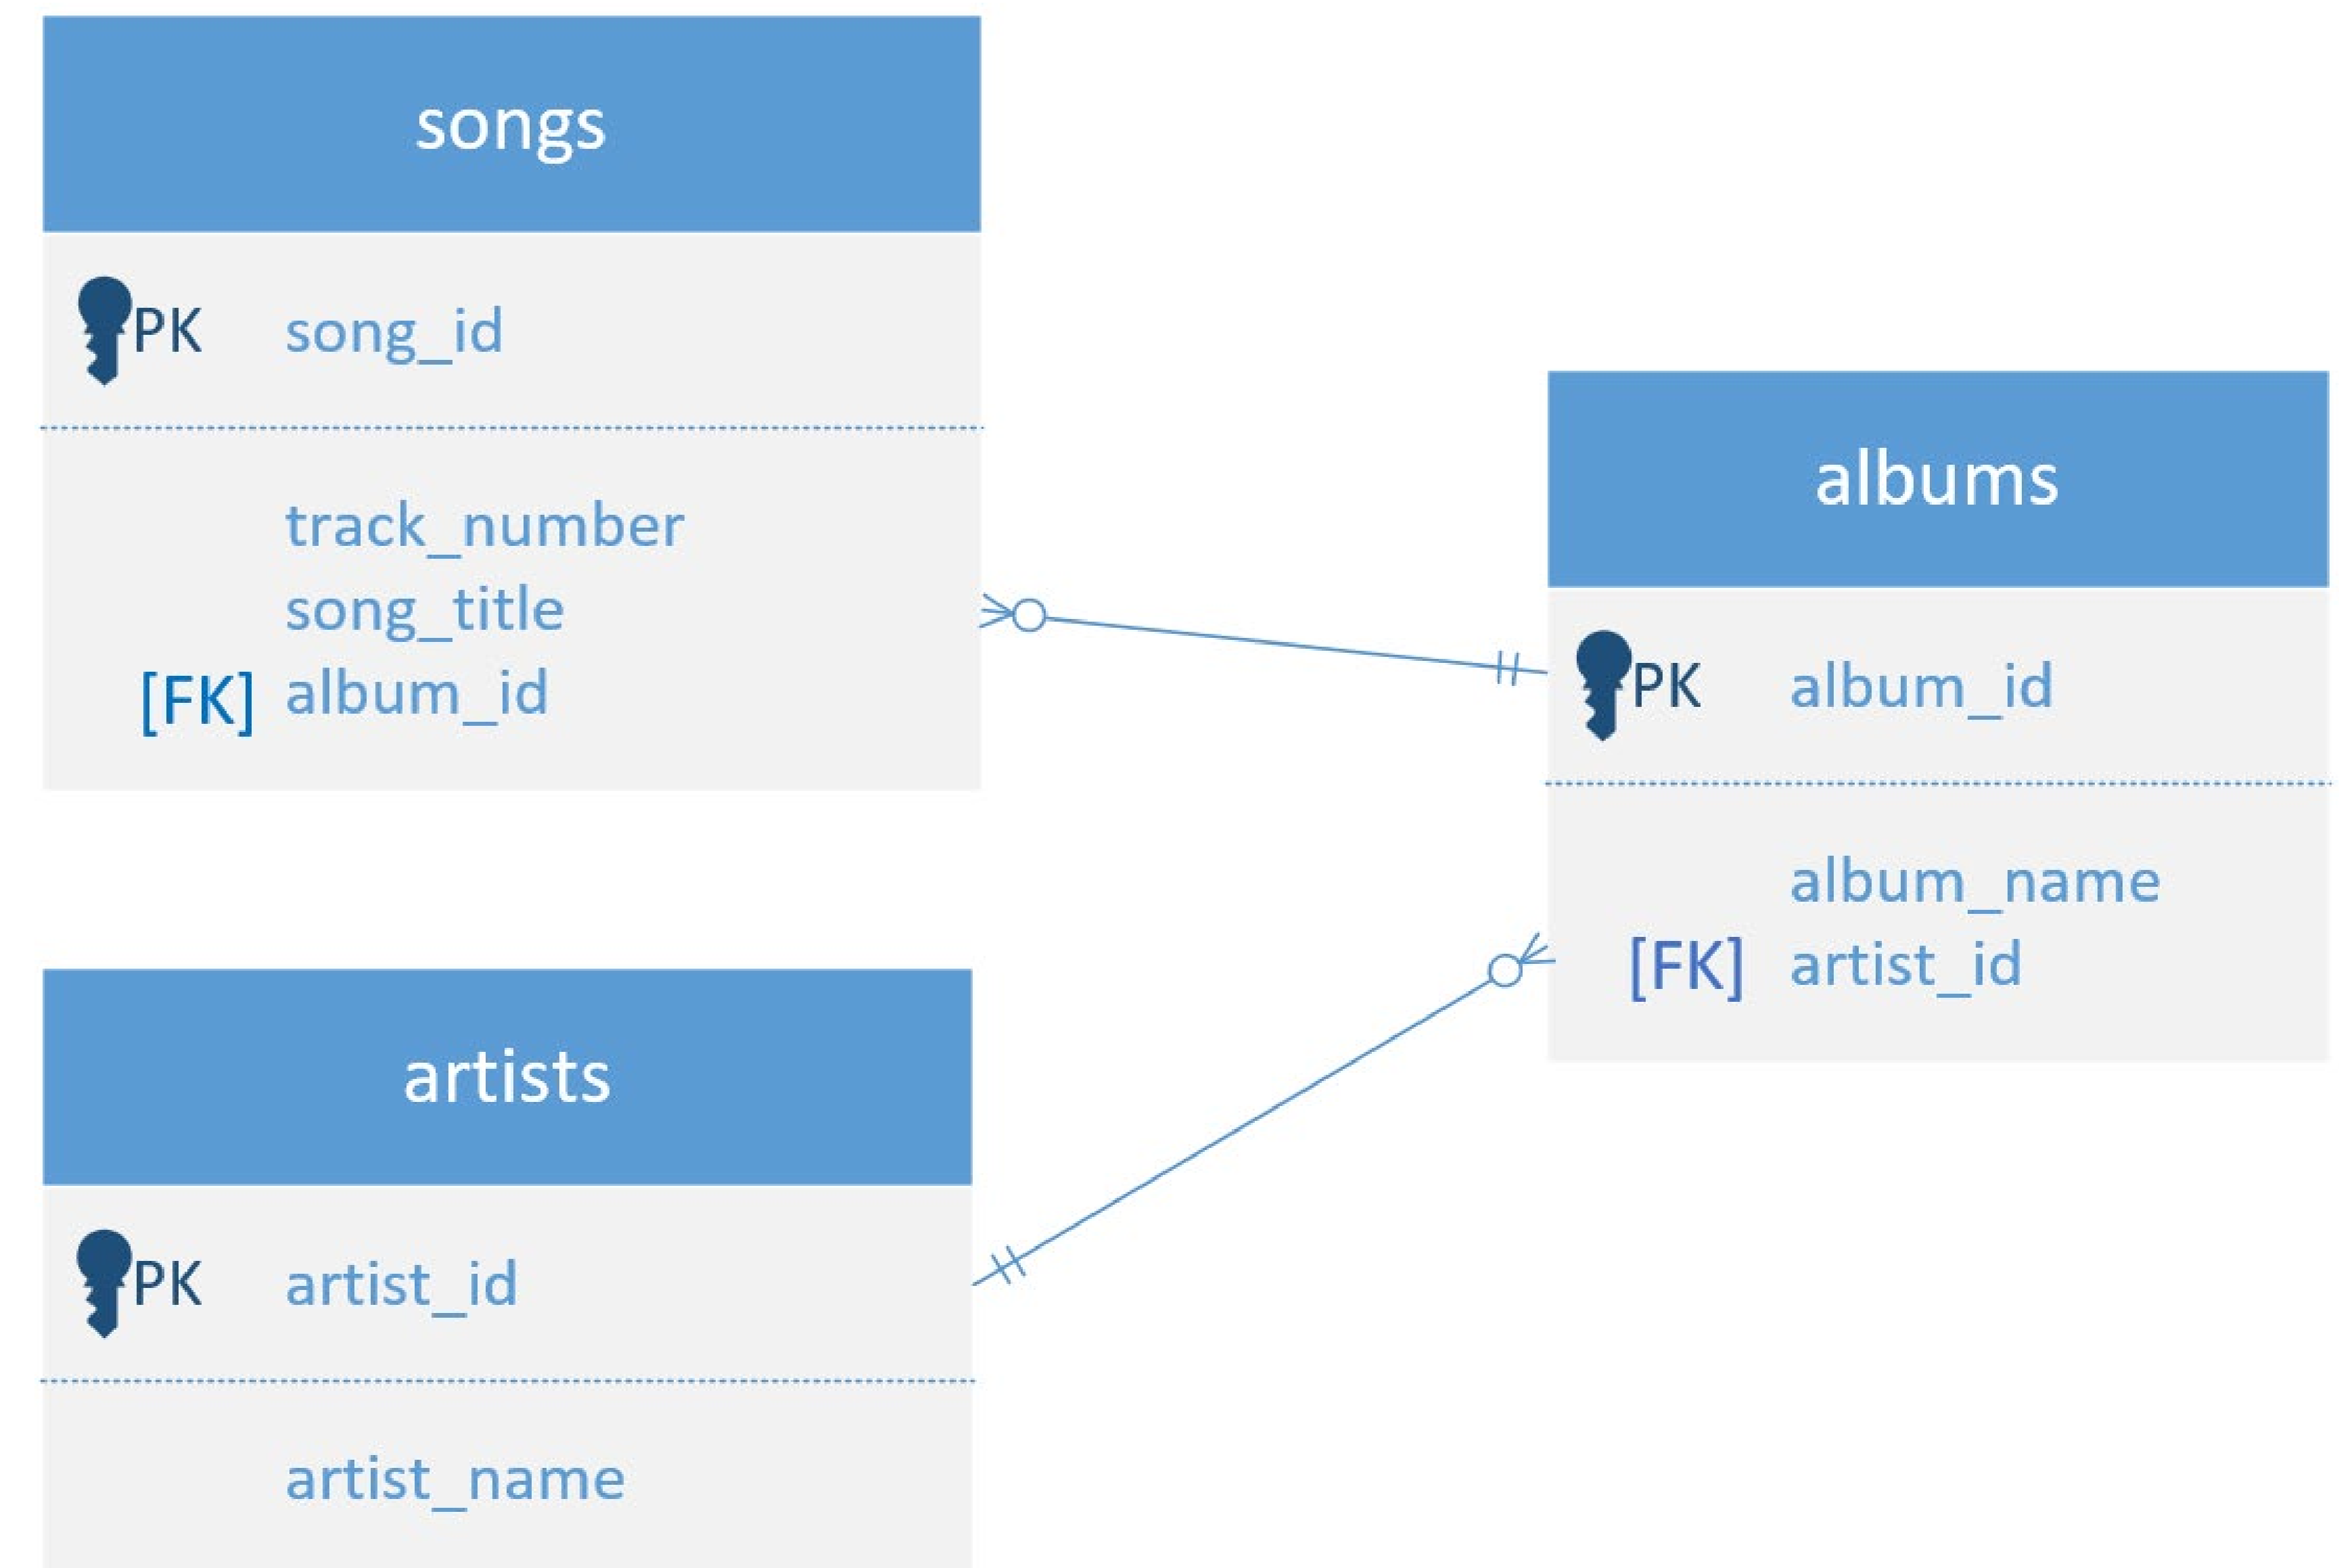 songs
PK song_id
track_number
song_title
[FK] album_id
albums
PK album_id
album_name
[FK] artist_id
artists
PK artist_id
artist_name